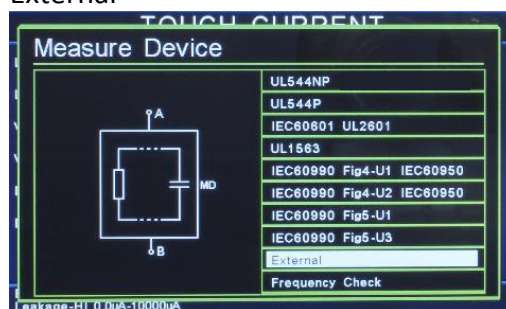 External
TOUCH CURRENT
Measure Device
UL544NP
UL544P
A
IEC60601 UL2601
UL1563
IEC60990 Fig4-U1 IEC60950
MD
IEC60990 Fig4-U2 IEC60950
IEC60990 Fig5-U1
IEC60990 Fig5-U3
B
External
Frequency Check
Leakage-HI 0.0uA-10000uA